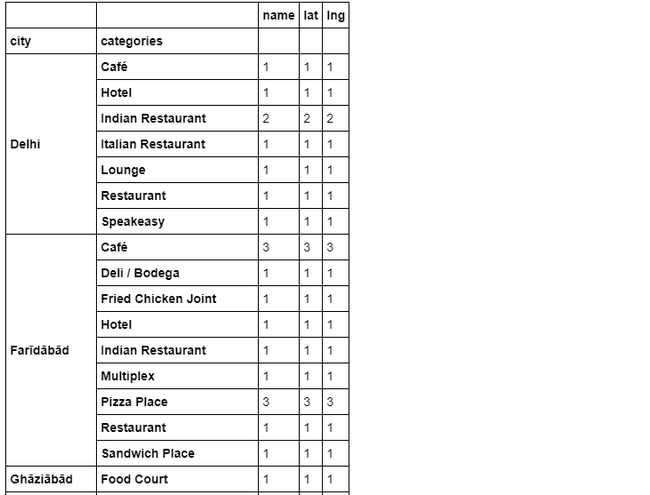 name lat lng
city categories
Café 1 1 1
Hotel 1 1 1
Indian Restaurant 2 2 2
Delhi Italian Restaurant 1 1 1
Lounge 1 1 1
Restaurant 1 1 1
Speakeasy 1 1 1
Café 3 3 3
Deli / Bodega 1 1 1
Fried Chicken Joint 1 1 1
Hotel 1 1 1
Farīdābād Indian Restaurant 1 1 1
Multiplex 1 1 1
Pizza Place 3 3 3
Restaurant 1 1 1
Sandwich Place 1 1 1
Ghāziābād Food Court 1 1 1